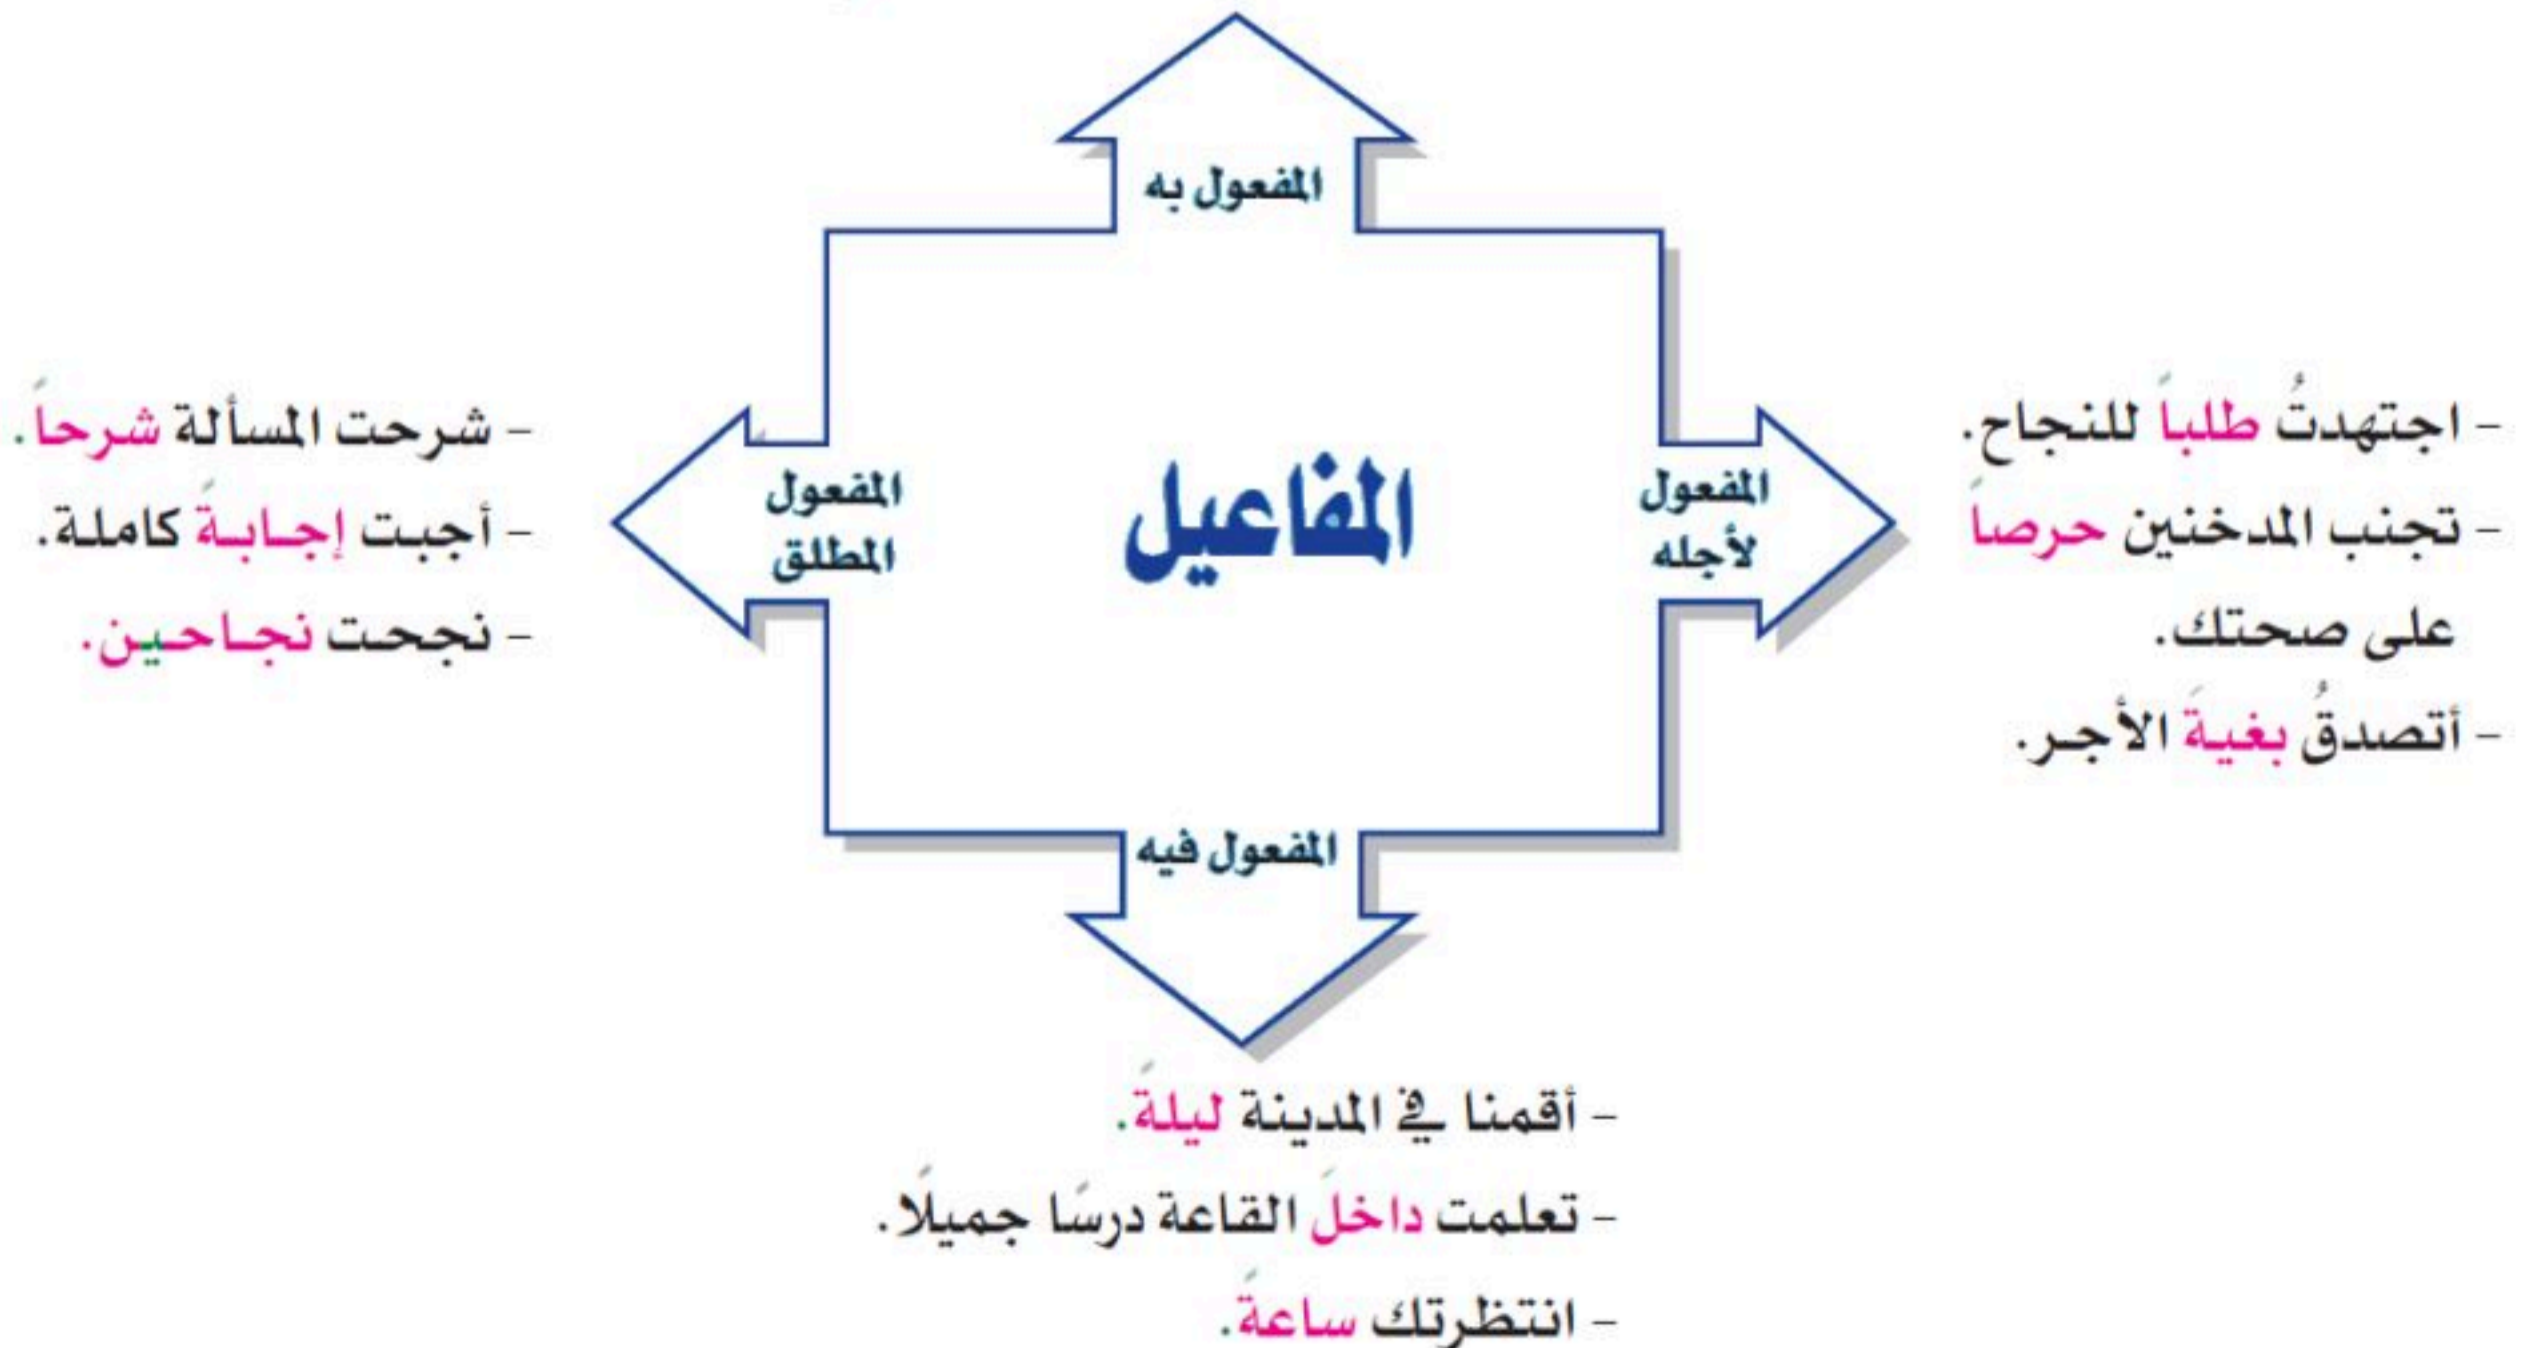 المفعول به
- اجتهدتُ طلباً للنجاح.
- تجنب المدخنين حرصاً
على صحتك.
- أتصدقُ بغيةَ الأجر.
المفعول
لأجله
المفاعيل
المفعول
المطلق
- شرحت المسألة شرحاً.
- أجبت إجابةً كاملة.
- نجحت نجاحين.
المفعول فيه
- أقمنا في المدينة ليلةً.
- تعلمت داخلَ القاعة درسًا جميلًا.
- انتظرتك ساعةً.